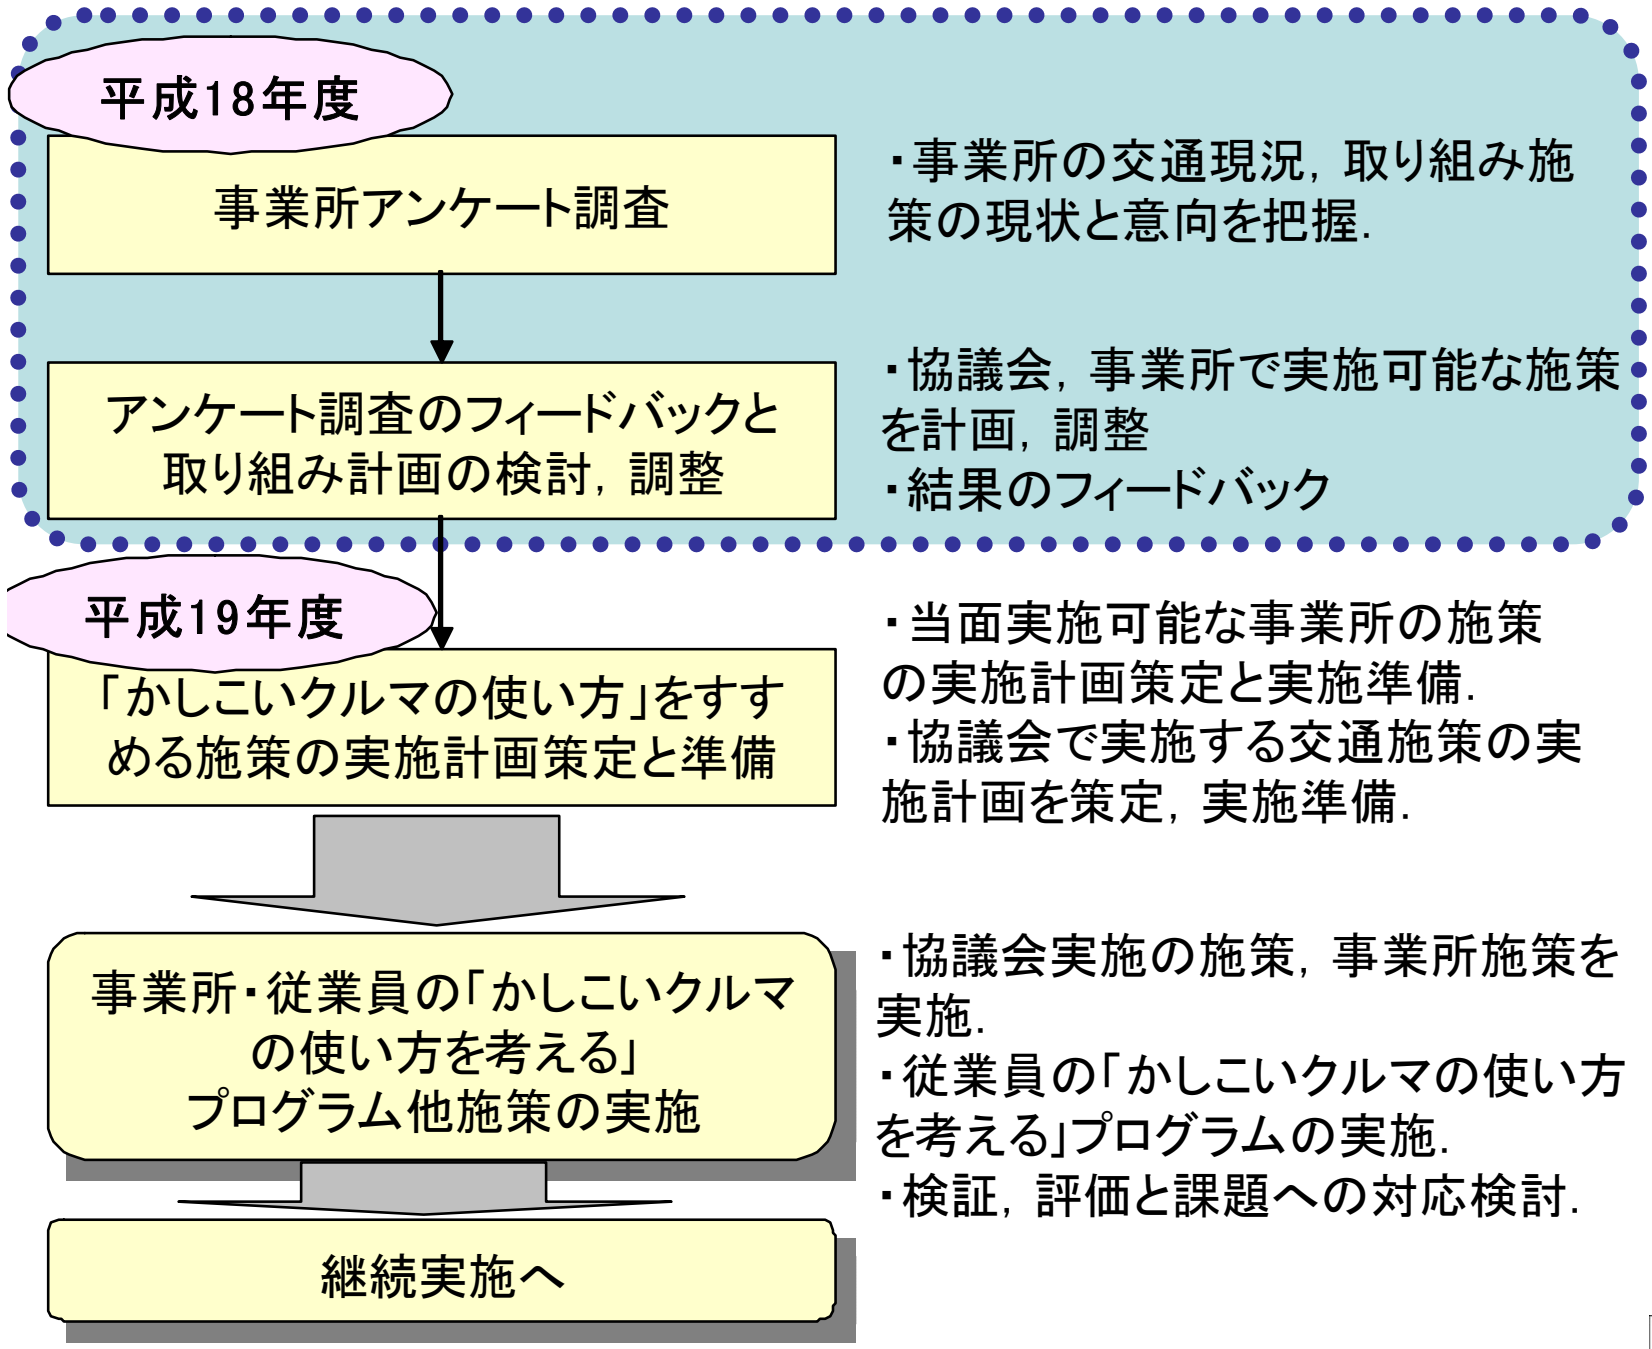 平成18年度
事業所アンケート調査
・事業所の交通現況，取り組み施
策の現状と意向を把握．
アンケート調査のフィードバックと
取り組み計画の検討，調整
・協議会，事業所で実施可能な施策
を計画，調整
・結果のフィードバック
平成19年度
「かしこいクルマの使い方」をすす
める施策の実施計画策定と準備
・当面実施可能な事業所の施策
の実施計画策定と実施準備．
・協議会で実施する交通施策の実
施計画を策定，実施準備．
事業所・従業員の「かしこいクルマ
の使い方を考える」
プログラム他施策の実施
・協議会実施の施策，事業所施策を
実施．
・従業員の「かしこいクルマの使い方
を考える」プログラムの実施．
・検証，評価と課題への対応検討．
継続実施へ